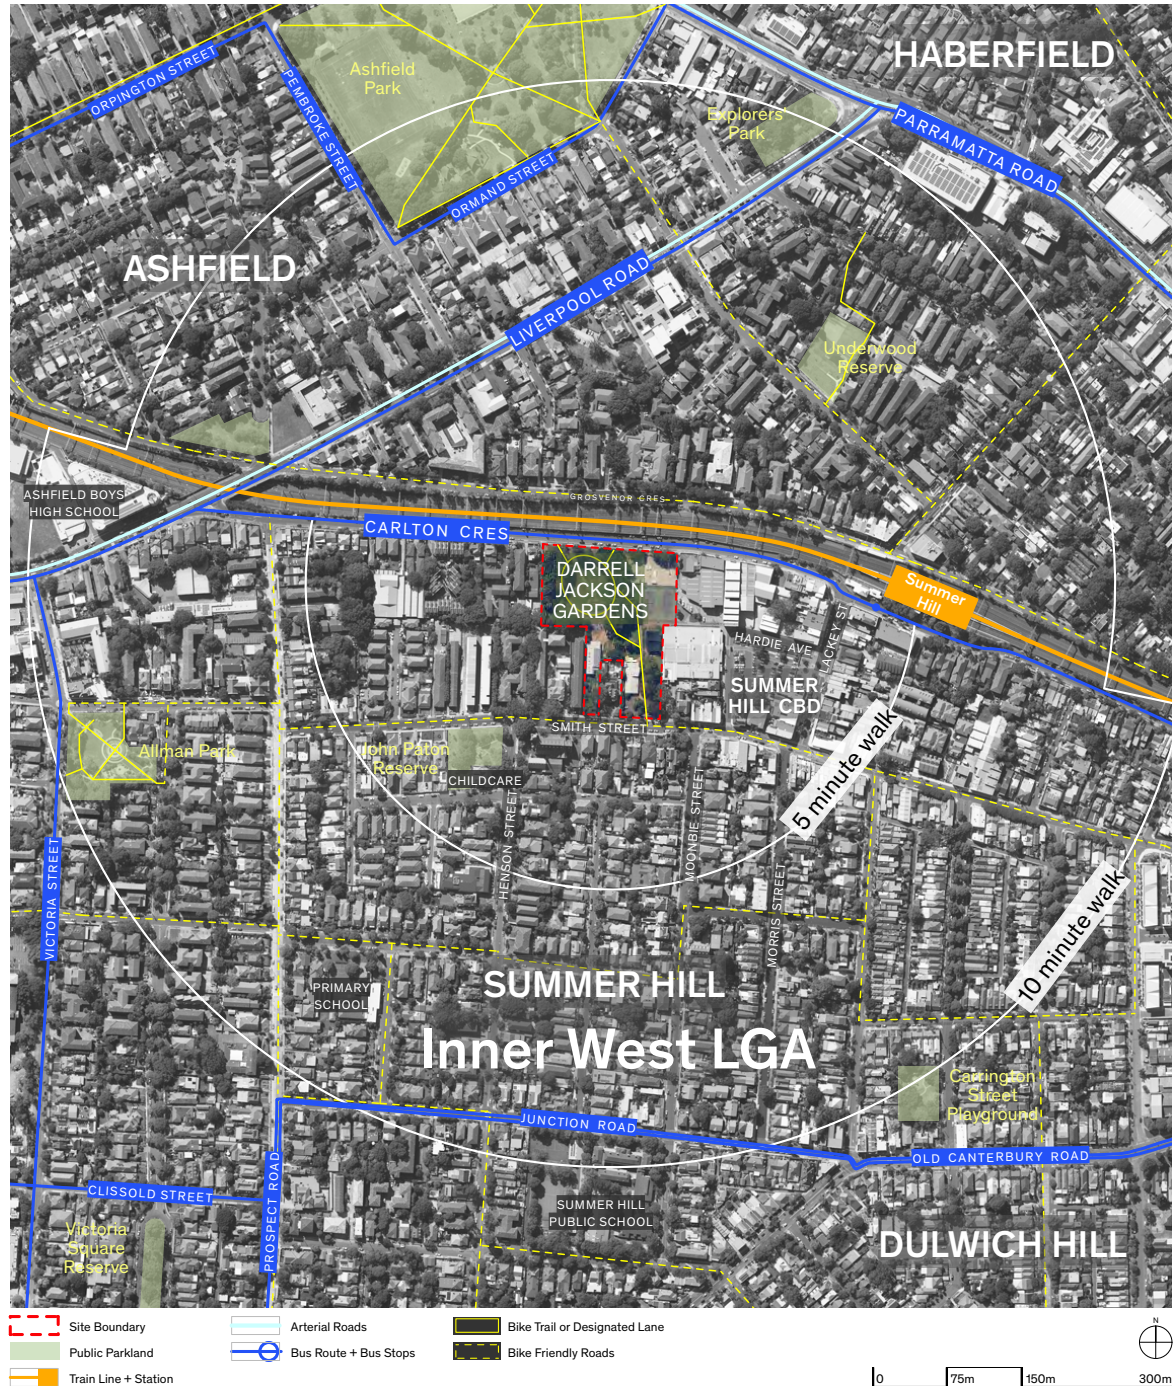 HABERFIELD
Ashfield
Park
ORPINGTON STREET
PEMBROKE STREET
Explorers'
Park
PARRAMATTA ROAD
ORMAND STREET
ASHFIELD
LIVERPOOL ROAD
Underwood
Reserve
ASHFIELD BOYS
HIGH SCHOOL
GROSVENOR CRES
CARLTON CRES
DARRELL
JACKSON
GARDENS
Summer
Hill
HARDIE AVE
LACKEY ST
SUMMER
HILL CBD
SMITH STREET
Allman Park
John Paton
Reserve
CHILDCARE
5 minute walk
HENSON STREET
MOONBIE STREET
MORRIS STREET
VICTORIA STREET
10 minute walk
PRIMARY
SCHOOL
SUMMER HILL
Inner West LGA
Carrington
Street
Playground
JUNCTION ROAD
OLD CANTERBURY ROAD
CLISSOLD STREET
PROSPECT ROAD
SUMMER HILL
PUBLIC SCHOOL
Victoria
Square
Reserve
DULWICH HILL
Site Boundary
Arterial Roads
Bike Trail or Designated Lane
Public Parkland
Bus Route + Bus Stops
Bike Friendly Roads
Train Line + Station
N
0
75m
150m
300m